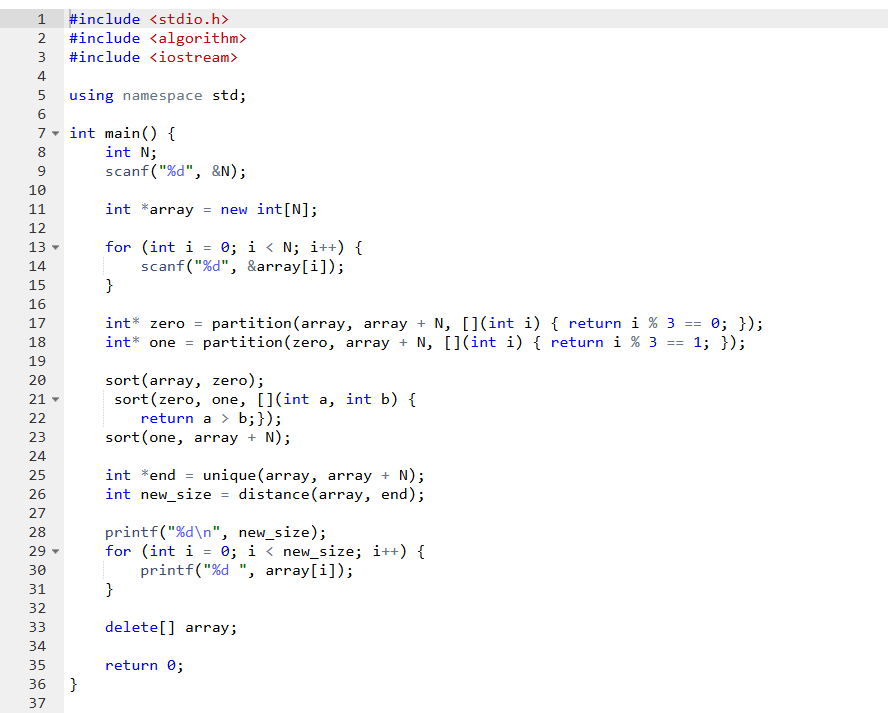 1 #include <stdio.h>
2 #include <algorithm>
3 #include <iostream>
4
5 using namespace std;
6
7 int main() {
8     int N;
9     scanf("%d", &N);
10
11     int *array = new int[N];
12
13     for (int i = 0; i < N; i++) {
14         scanf("%d", &array[i]);
15     }
16
17     int* zero = partition(array, array + N, [](int i) { return i % 3 == 0; });
18     int* one = partition(zero, array + N, [](int i) { return i % 3 == 1; });
19
20     sort(array, zero);
21      sort(zero, one, [](int a, int b) {
22         return a > b;});
23     sort(one, array + N);
24
25     int *end = unique(array, array + N);
26     int new_size = distance(array, end);
27
28     printf("%d\n", new_size);
29     for (int i = 0; i < new_size; i++) {
30         printf("%d ", array[i]);
31     }
32
33     delete[] array;
34
35     return 0;
36 }
37